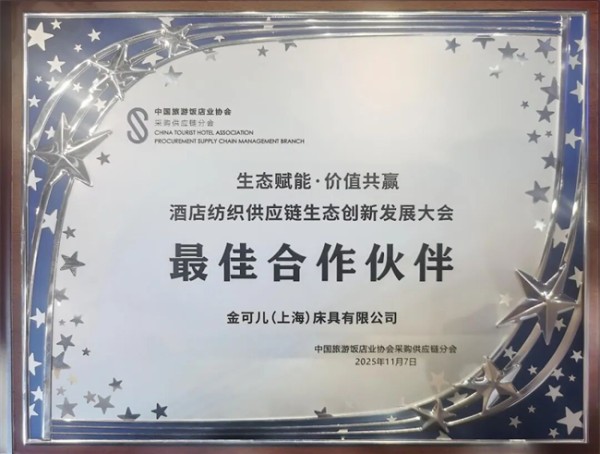 中国旅游饭店业协会
采购供应链分会
CHINA TOURIST HOTEL ASSOCIATION
PROCUREMENT SUPPLY CHAIN MANAGEMENT BRANCH
生态赋能·价值共赢
酒店纺织供应链生态创新发展大会
最佳合作伙伴
金可儿(上海)床具有限公司
中国旅游饭店业协会采购供应链分会
2025年11月7日